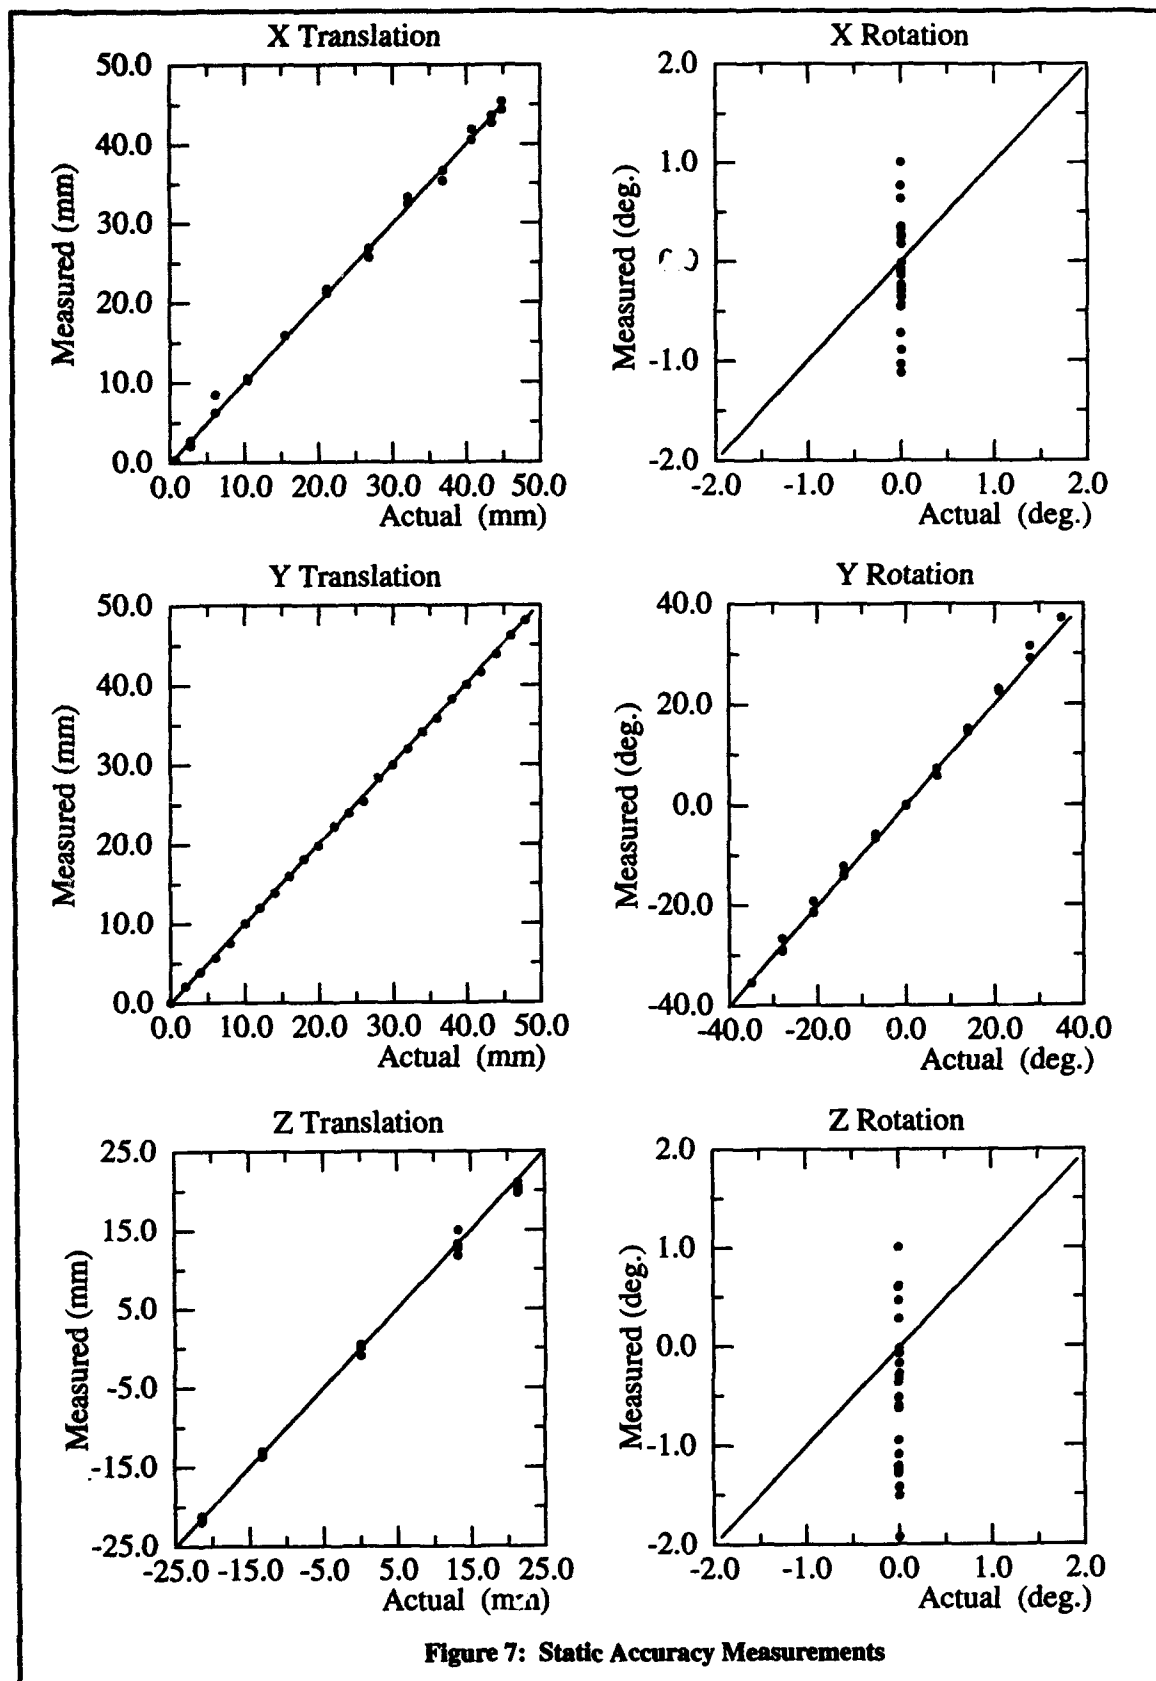 X Translation
50.0
40.0
30.0
20.0
10.0
0.0
Measured (mm)
0.0 10.0 20.0 30.0 40.0 50.0
Actual (mm)
X Rotation
2.0
1.0
-1.0
-2.0
Measured (deg.)
-2.0 -1.0 0.0 1.0 2.0
Actual (deg.)
Y Translation
50.0
40.0
30.0
20.0
10.0
0.0
Measured (mm)
0.0 10.0 20.0 30.0 40.0 50.0
Actual (mm)
Y Rotation
40.0
20.0
0.0
-20.0
-40.0
Measured (deg.)
-40.0 -20.0 0.0 20.0 40.0
Actual (deg.)
Z Translation
25.0
15.0
5.0
-5.0
-15.0
-25.0
Measured (mm)
-25.0 -15.0 -5.0 5.0 15.0 25.0
Actual
Z Rotation
2.0
1.0
0.0
-1.0
-2.0
Measured (deg.)
-2.0 -1.0 0.0 1.0 2.0
Actual (deg.)
Figure 7: Static Accuracy Measurements